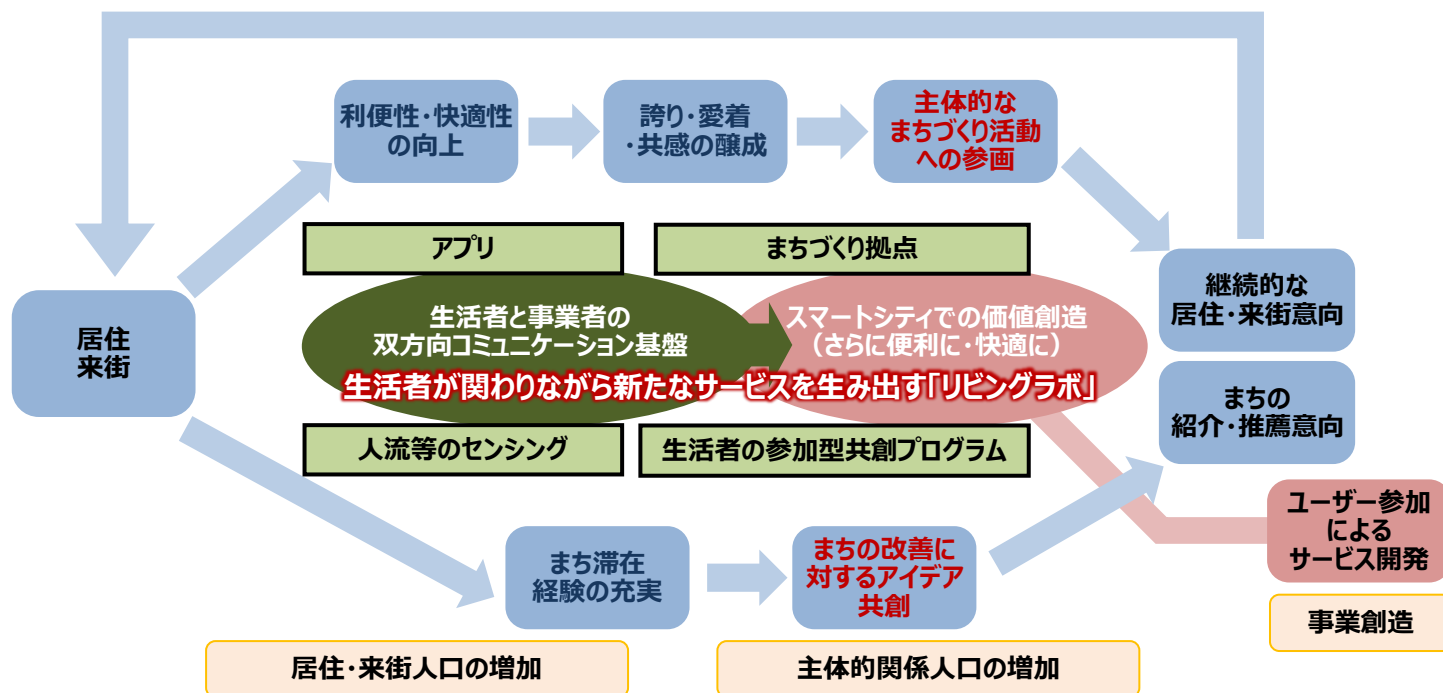 利便性・快適性
の向上
誇り・愛着
・共感の醸成
主体的な
まちづくり活動
への参画
アプリ
まちづくり拠点
居住
来街
生活者と事業者の
双方向コミュニケーション基盤
スマートシティでの価値創造
（さらに便利に・快適に）
生活者が関わりながら新たなサービスを生み出す「リビングラボ」
人流等のセンシング
生活者の参加型共創プログラム
継続的な
居住・来街意向
まちの
紹介・推薦意向
ユーザー参加
による
サービス開発
まち滞在
経験の充実
まちの改善に
対するアイデア
共創
事業創造
居住・来街人口の増加
主体的関係人口の増加